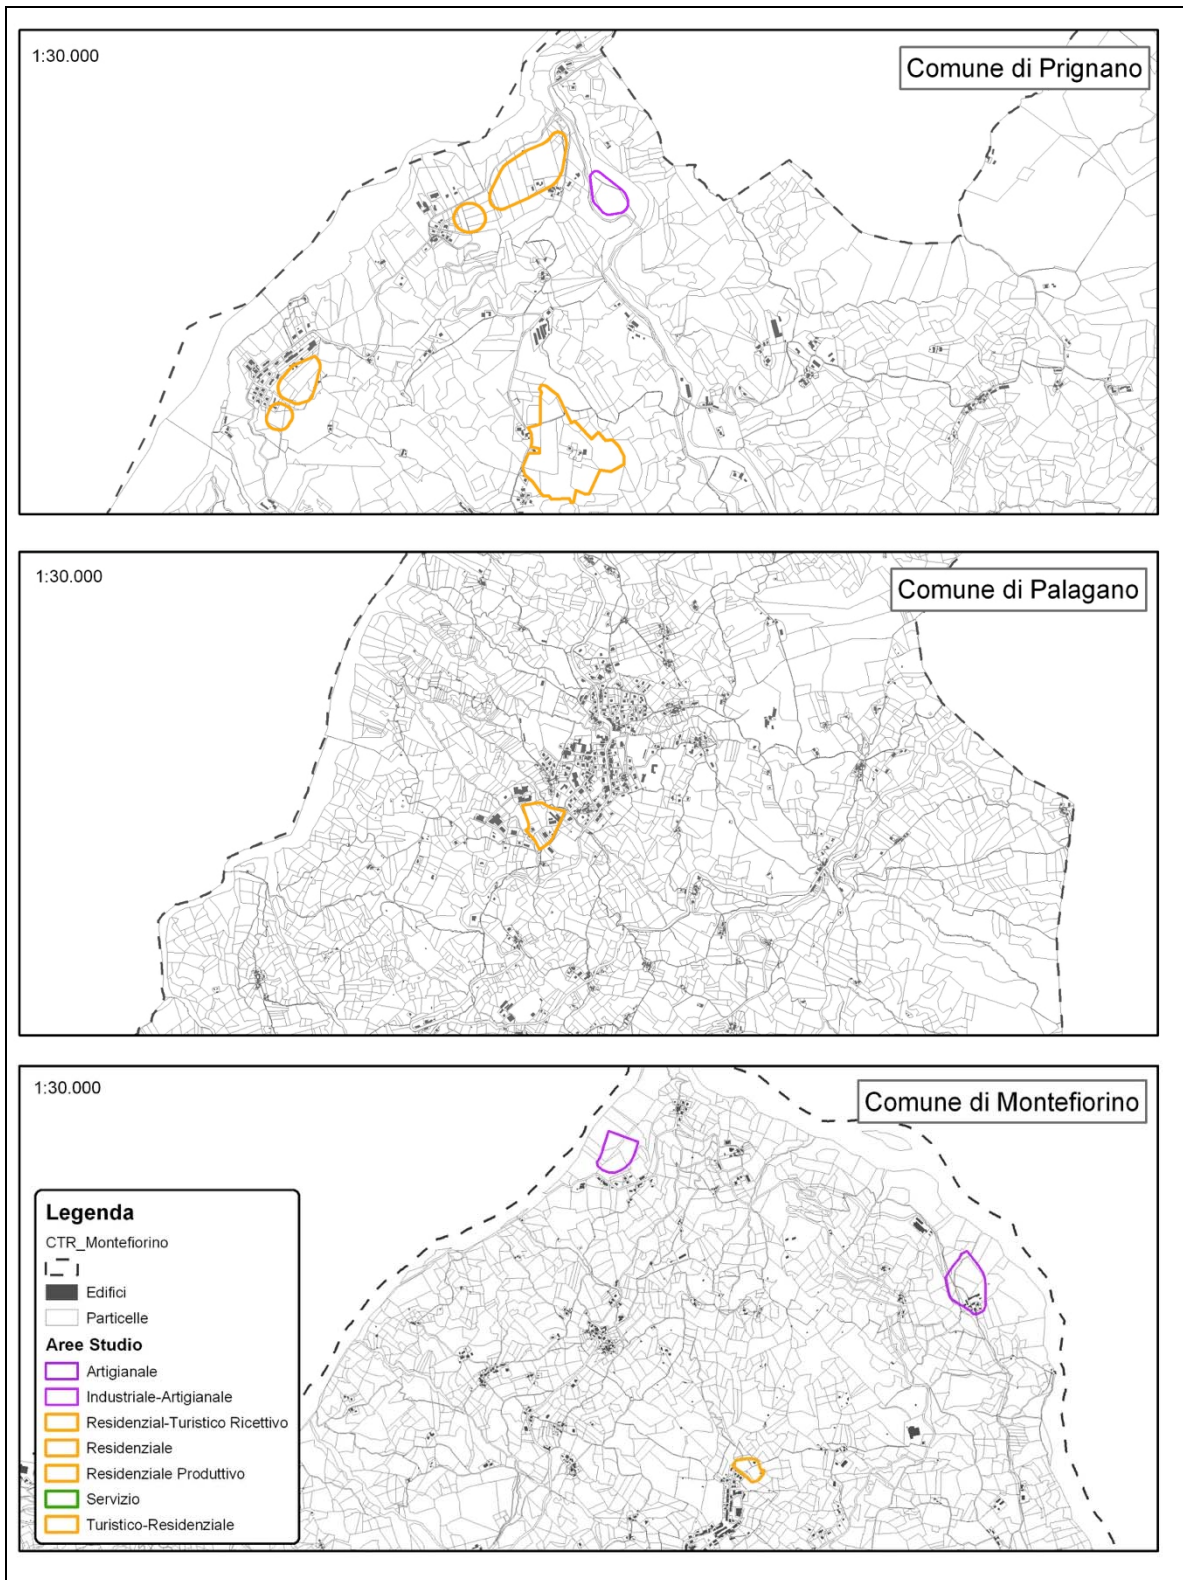 1:30.000
Comune di Prignano
1:30.000
Comune di Palagano
1:30.000
Comune di Montefiorino
Legenda
CTR_Montefiorino
Edifici
Particelle
Aree Studio
Artigianale
Industriale-Artigianale
Residenzial-Turistico Ricettivo
Residenziale
Residenziale Produttivo
Servizio
Turistico-Residenziale